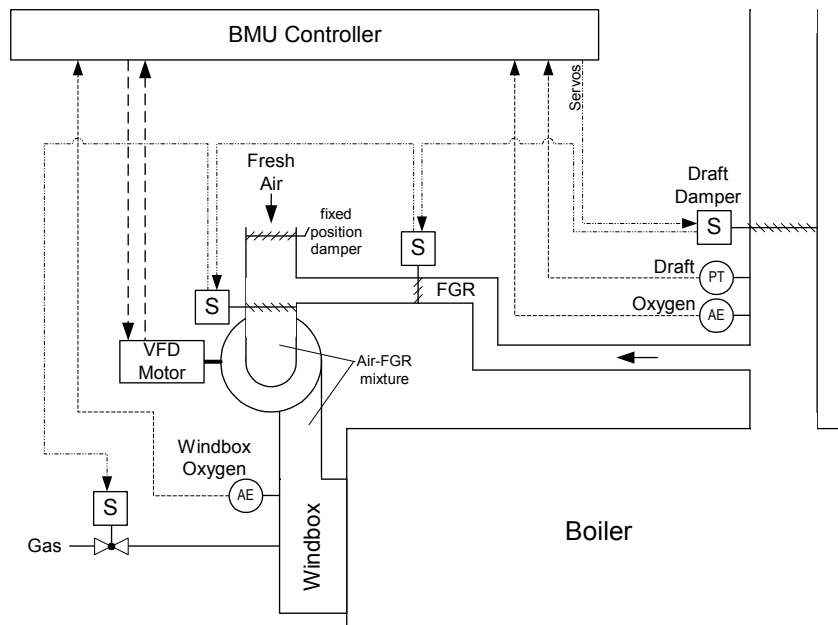 BMU Controller
Servos
Fresh
Air
fixed
position
damper
Draft
Damper
S
S
S
FGR
Draft
PT
Oxygen
AE
VFD
Motor
Air-FGR
mixture
Windbox
Oxygen
AE
S
Gas
Windbox
Boiler